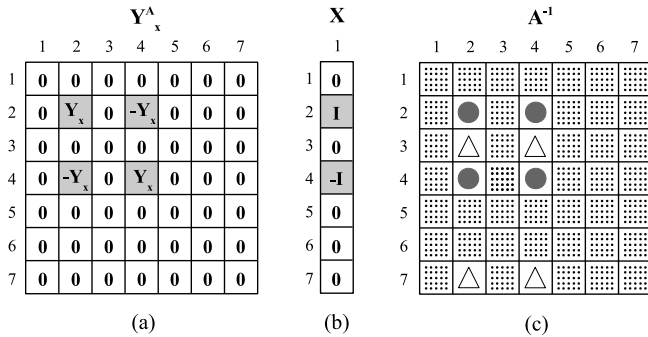 Y^A_x X A^-1
1 2 3 4 5 6 7 1 1 2 3 4 5 6 7
1 0 0 0 0 0 0 0 1 0 1
2 0 Y_x 0 -Y_x 0 0 0 2 I 2
3 0 0 0 0 0 0 0 3 0 3
4 0 -Y_x 0 Y_x 0 0 0 4 -I 4
5 0 0 0 0 0 0 0 5 0 5
6 0 0 0 0 0 0 0 6 0 6
7 0 0 0 0 0 0 0 7 0 7
(a) (b) (c)